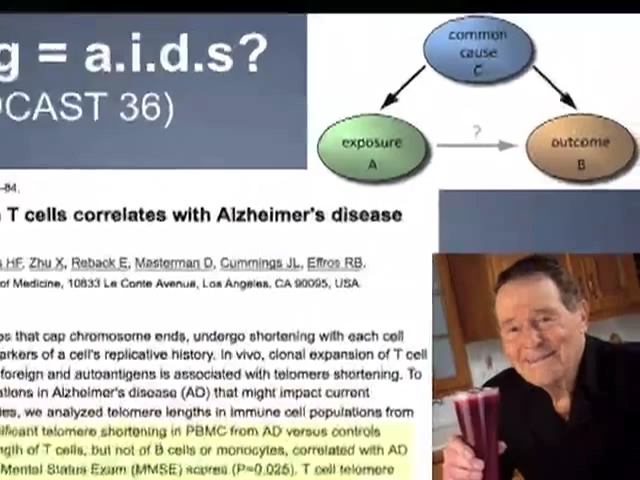 g = a.i.d.s?
CAST 36)
common
cause
C
exposure
A
?
outcome
B
-84.
T cells correlates with Alzheimer's disease
HF, Zhu X, Reback E, Masterman D, Cummings JL, Effros RB.
of Medicine, 10833 Le Conte Avenue, Los Angeles, CA 90095, USA.
ps that cap chromosome ends, undergo shortening with each cell
arkers of a cell's replicative history. In vivo, clonal expansion of T cell
foreign and autoantigens is associated with telomere shortening. To
ations in Alzheimer's disease (AD) that might impact current
ies, we analyzed telomere lengths in immune cell populations from
ificant telomere shortening in PBMC from AD versus controls
ngth of T cells, but not of B cells or monocytes, correlated with AD
Mental Status Exam (MMSE) scores (P=0.025). T cell telomere